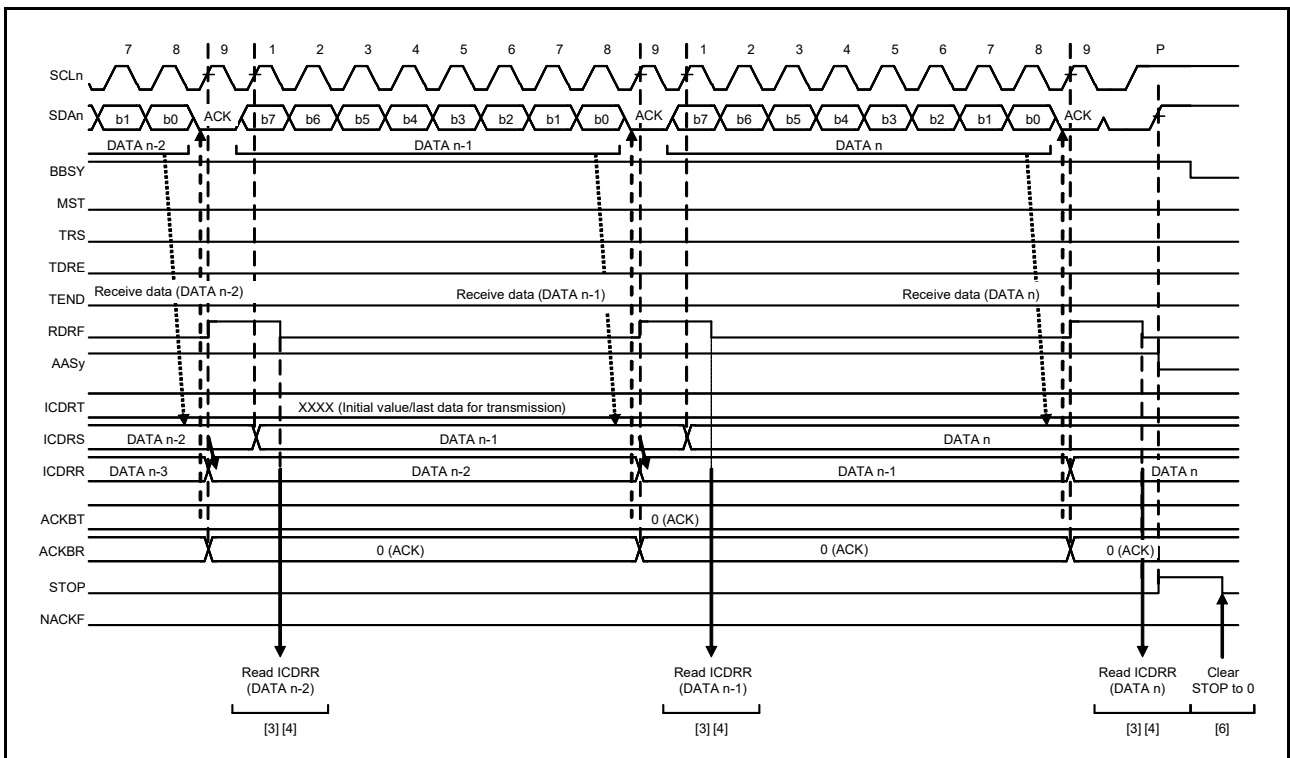 7 8 9 1 2 3 4 5 6 7 8 9 1 2 3 4 5 6 7 8 9 P
SCLn
SDAn b1 b0 ACK b7 b6 b5 b4 b3 b2 b1 b0 ACK b7 b6 b5 b4 b3 b2 b1 b0 ACK
DATA n-2 DATA n-1 DATA n
BBSY
MST
TRS
TDRE
Receive data (DATA n-2) Receive data (DATA n-1) Receive data (DATA n)
TEND
RDRF
AASy
ICDRT XXXX (Initial value/last data for transmission)
ICDRS DATA n-2 DATA n-1 DATA n
ICDRR DATA n-3 DATA n-2 DATA n-1 DATA n
ACKBT 0 (ACK)
ACKBR 0 (ACK) 0 (ACK) 0 (ACK)
STOP
NACKF
Read ICDRR Read ICDRR Read ICDRR Clear
(DATA n-2) (DATA n-1) (DATA n) STOP to 0
[3] [4] [3] [4] [3] [4] [6]